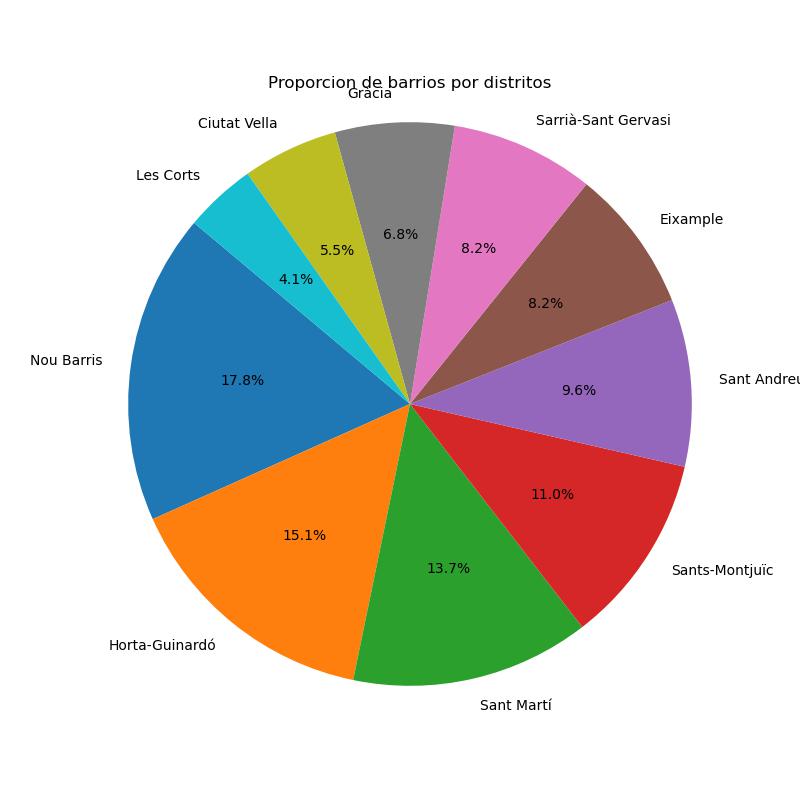 Proporcion de barrios por distritos
Gràcia
Ciutat Vella
Sarrià-Sant Gervasi
Les Corts
Eixample
6.8%
8.2%
5.5%
4.1%
8.2%
Nou Barris
17.8%
9.6%
Sant Andreu
11.0%
15.1%
13.7%
Sants-Montjuïc
Horta-Guinardó
Sant Martí